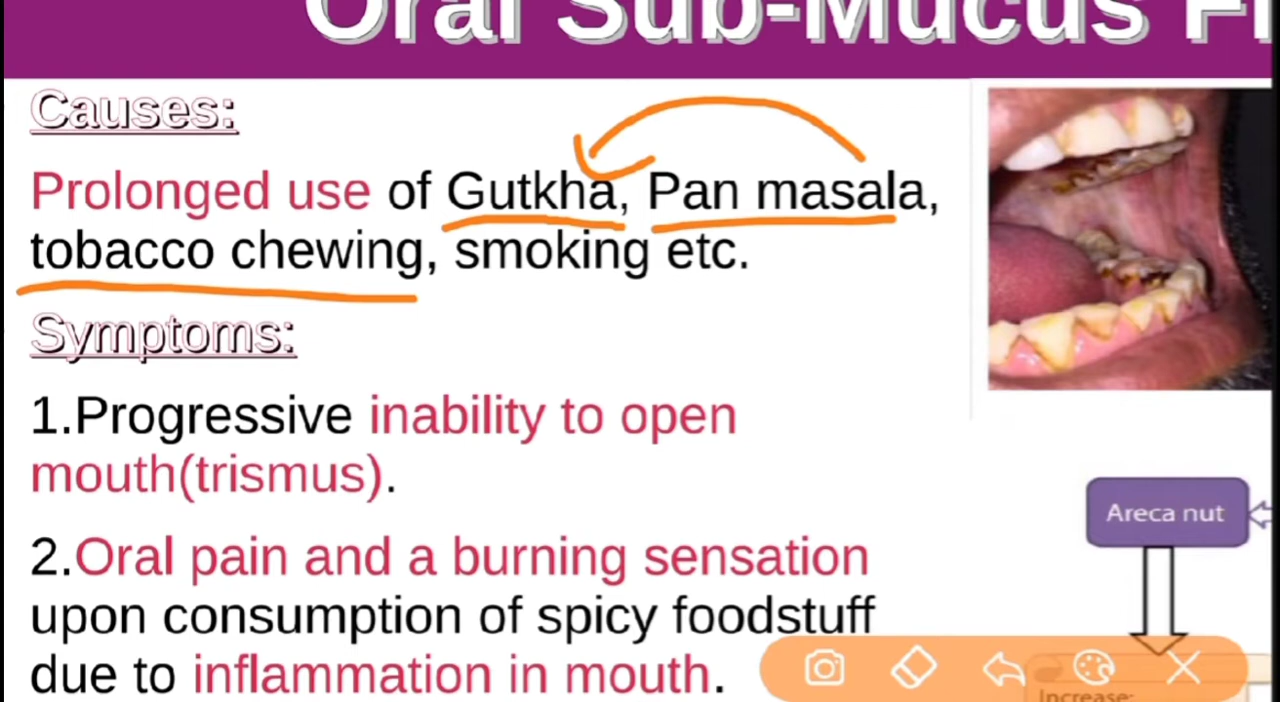 Oral Sub-Mucus
Causes:
Prolonged use of Gutkha, Pan masala,
tobacco chewing, smoking etc.
Symptoms:
1.Progressive inability to open
mouth(trismus).
Areca nut
2.Oral pain and a burning sensation
upon consumption of spicy foodstuff
due to inflammation in mouth.
Increase: